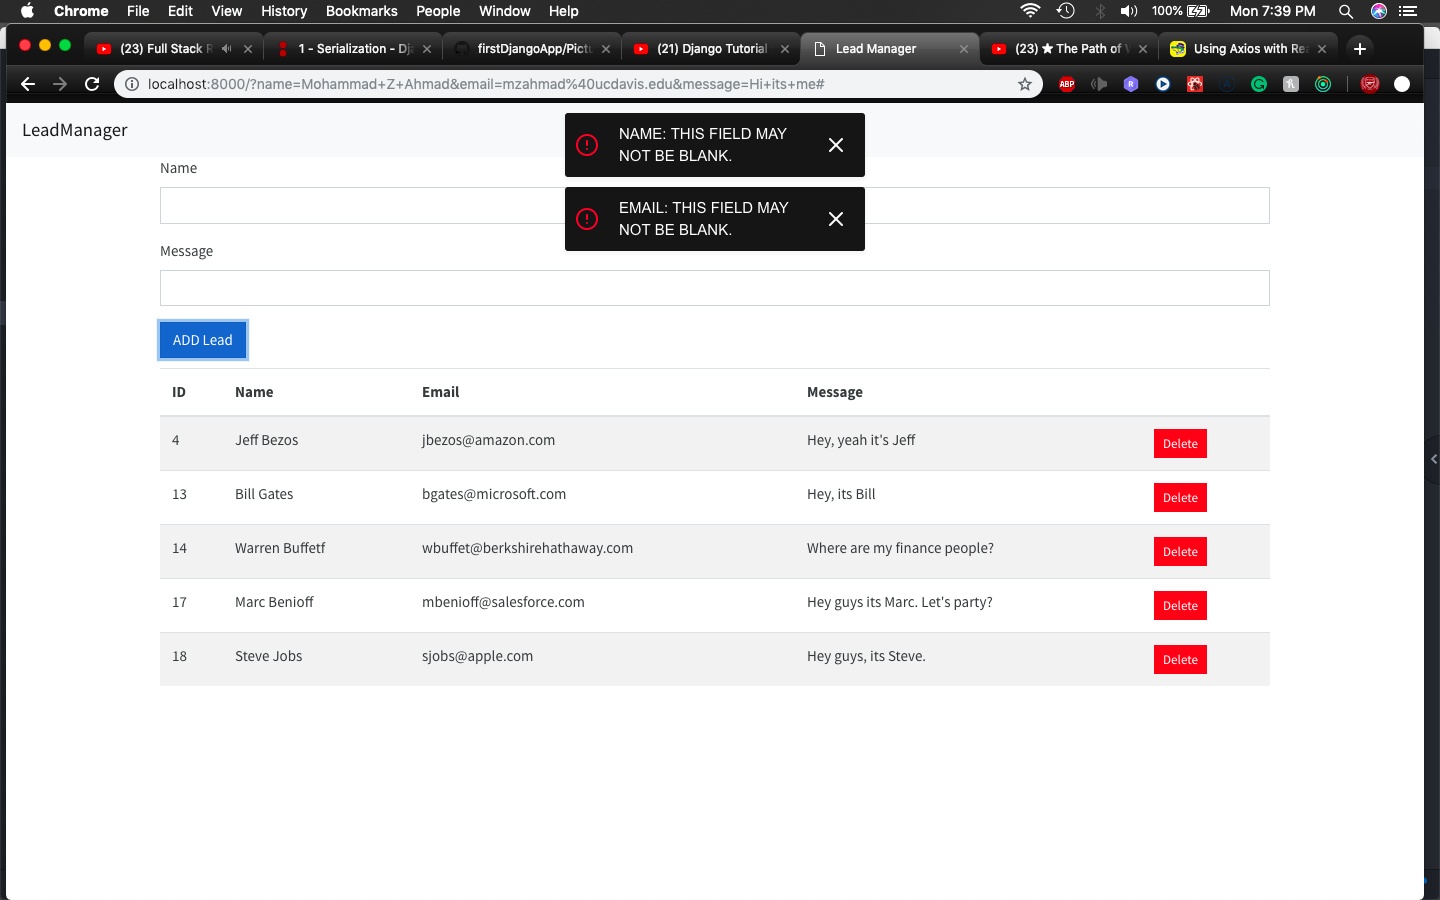 Chrome File Edit View History Bookmarks People Window Help 100% Mon 7:39 PM
(23) Full Stack R 1 - Serialization - Dj firstDjangoApp/Pict (21) Django Tutorial Lead Manager (23) ★ The Path of Using Axios with Re
localhost:8000/?name=Mohammad+Z+Ahmad&email=mzahmad%40ucdavis.edu&message=Hi+its+me#
ABP
LeadManager
NAME: THIS FIELD MAY
NOT BE BLANK.
EMAIL: THIS FIELD MAY
NOT BE BLANK.
Name
Message
ADD Lead
ID Name Email Message
4 Jeff Bezos jbezos@amazon.com Hey, yeah it's Jeff Delete
13 Bill Gates bgates@microsoft.com Hey, its Bill Delete
14 Warren Buffetf wbuffet@berkshirehathaway.com Where are my finance people? Delete
17 Marc Benioff mbenioff@salesforce.com Hey guys its Marc. Let's party? Delete
18 Steve Jobs sjobs@apple.com Hey guys, its Steve. Delete